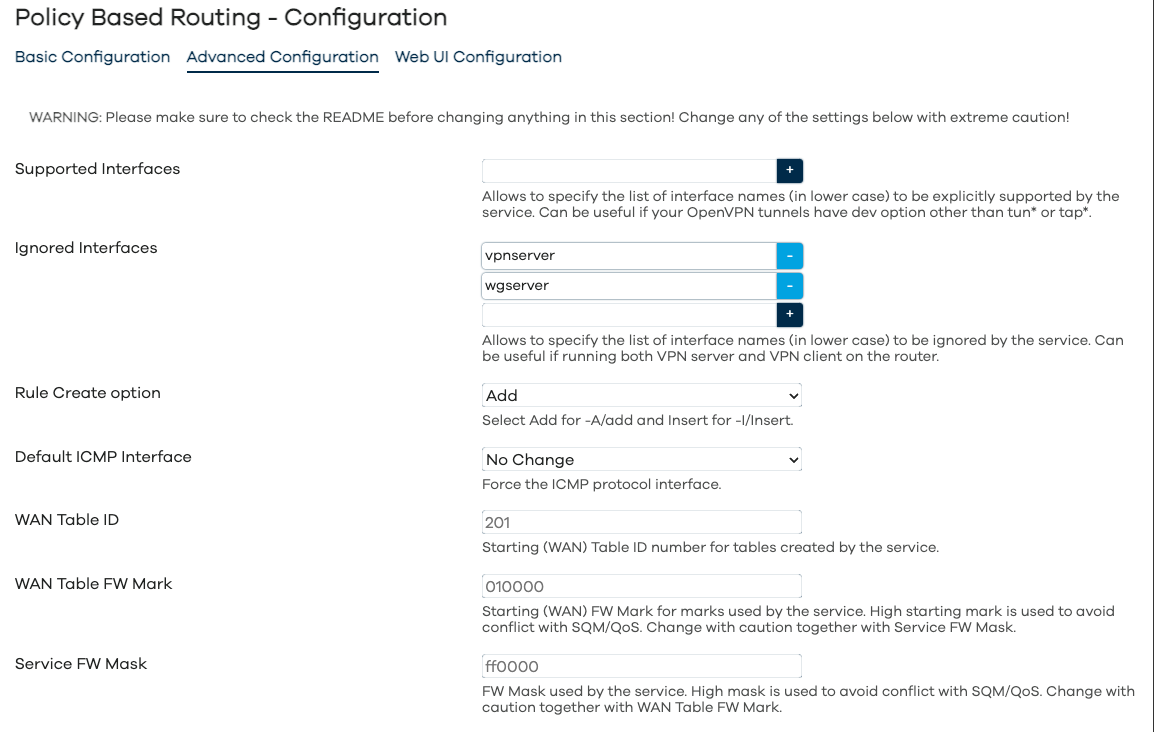 Policy Based Routing - Configuration
Basic Configuration Advanced Configuration Web UI Configuration
WARNING: Please make sure to check the README before changing anything in this section! Change any of the settings below with extreme caution!
Supported Interfaces
+
Allows to specify the list of interface names (in lower case) to be explicitly supported by the
service. Can be useful if your OpenVPN tunnels have dev option other than tun* or tap*.
Ignored Interfaces
vpnserver -
wgserver -
+
Allows to specify the list of interface names (in lower case) to be ignored by the service. Can
be useful if running both VPN server and VPN client on the router.
Rule Create option
Add
Select Add for -A/add and Insert for -I/Insert.
Default ICMP Interface
No Change
Force the ICMP protocol interface.
WAN Table ID
201
Starting (WAN) Table ID number for tables created by the service.
WAN Table FW Mark
010000
Starting (WAN) FW Mark for marks used by the service. High starting mark is used to avoid
conflict with SQM/QoS. Change with caution together with Service FW Mask.
Service FW Mask
ff0000
FW Mask used by the service. High mask is used to avoid conflict with SQM/QoS. Change with
caution together with WAN Table FW Mark.